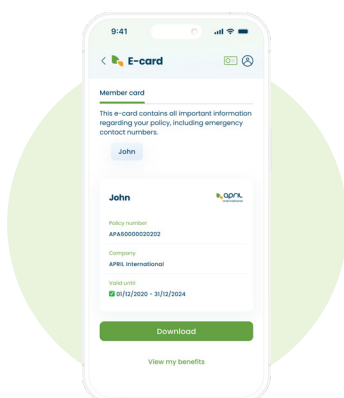 9:41
E-card
Member card
This e-card contains all important information
regarding your policy, including emergency
contact numbers.
John
John
april
Policy number
APA60000020202
Company
APRIL International
Valid until
01/12/2020 - 31/12/2024
Download
View my benefits